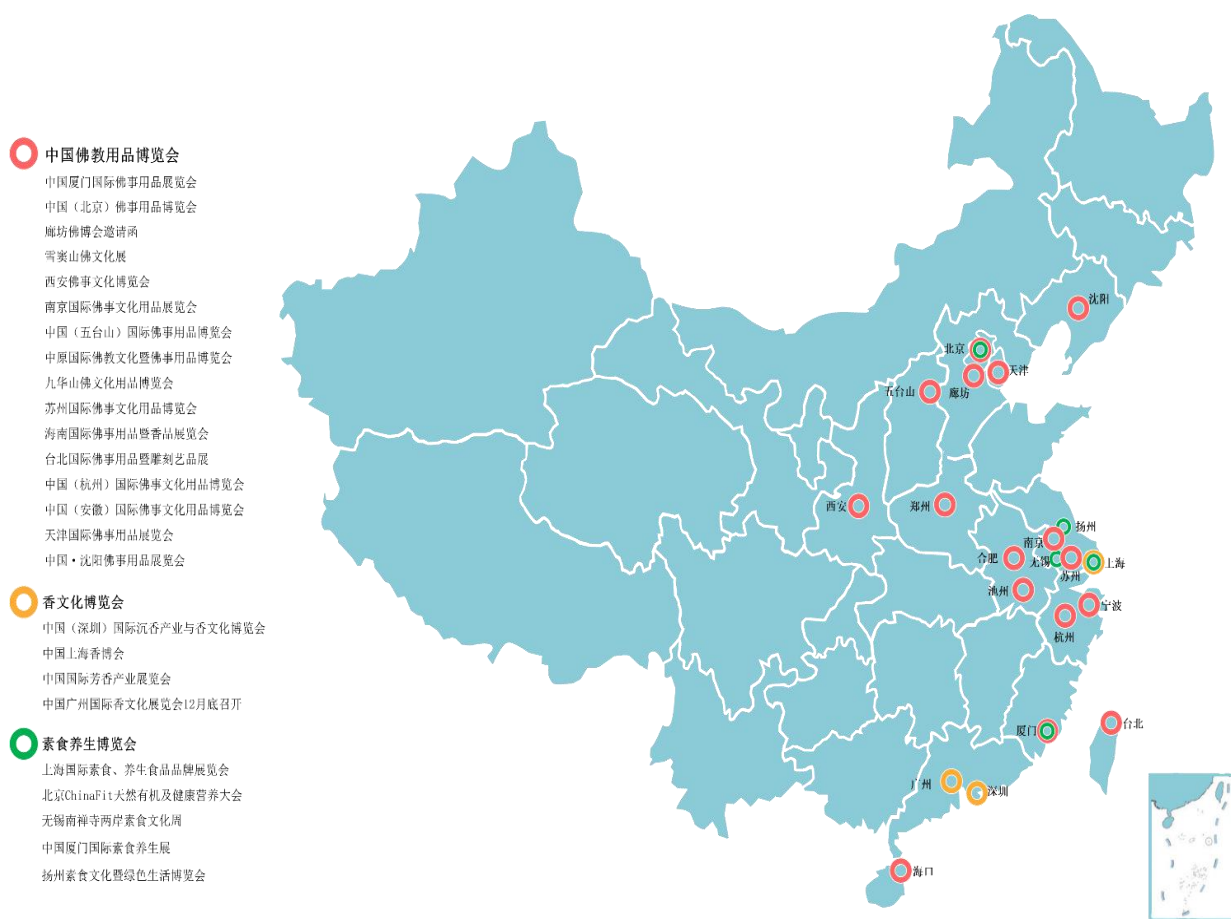 中国佛教用品博览会
中国厦门国际佛事用品展览会
中国（北京）佛事用品博览会
廊坊佛博会邀请函
雪窦山佛文化展
西安佛事文化博览会
南京国际佛事文化用品展览会
中国（五台山）国际佛事用品博览会
中原国际佛教文化暨佛事用品博览会
九华山佛文化用品博览会
苏州国际佛事文化用品博览会
海南国际佛事用品暨香品展览会
台北国际佛事用品暨雕刻艺品展
中国（杭州）国际佛事文化用品博览会
中国（安徽）国际佛事文化用品博览会
天津国际佛事用品展览会
中国·沈阳佛事用品展览会
香文化博览会
中国（深圳）国际沉香产业与香文化博览会
中国上海香博会
中国国际芳香产业展览会
中国广州国际香文化展览会12月底召开
素食养生博览会
上海国际素食、养生食品品牌展览会
北京ChinaFit天然有机及健康营养大会
无锡南禅寺两岸素食文化周
中国厦门国际素食养生展
扬州素食文化暨绿色生活博览会
沈阳
北京
天津
五台山
廊坊
西安
郑州
扬州
南京
合肥
无锡
上海
苏州
池州
宁波
杭州
台北
厦门
广州
深圳
海口